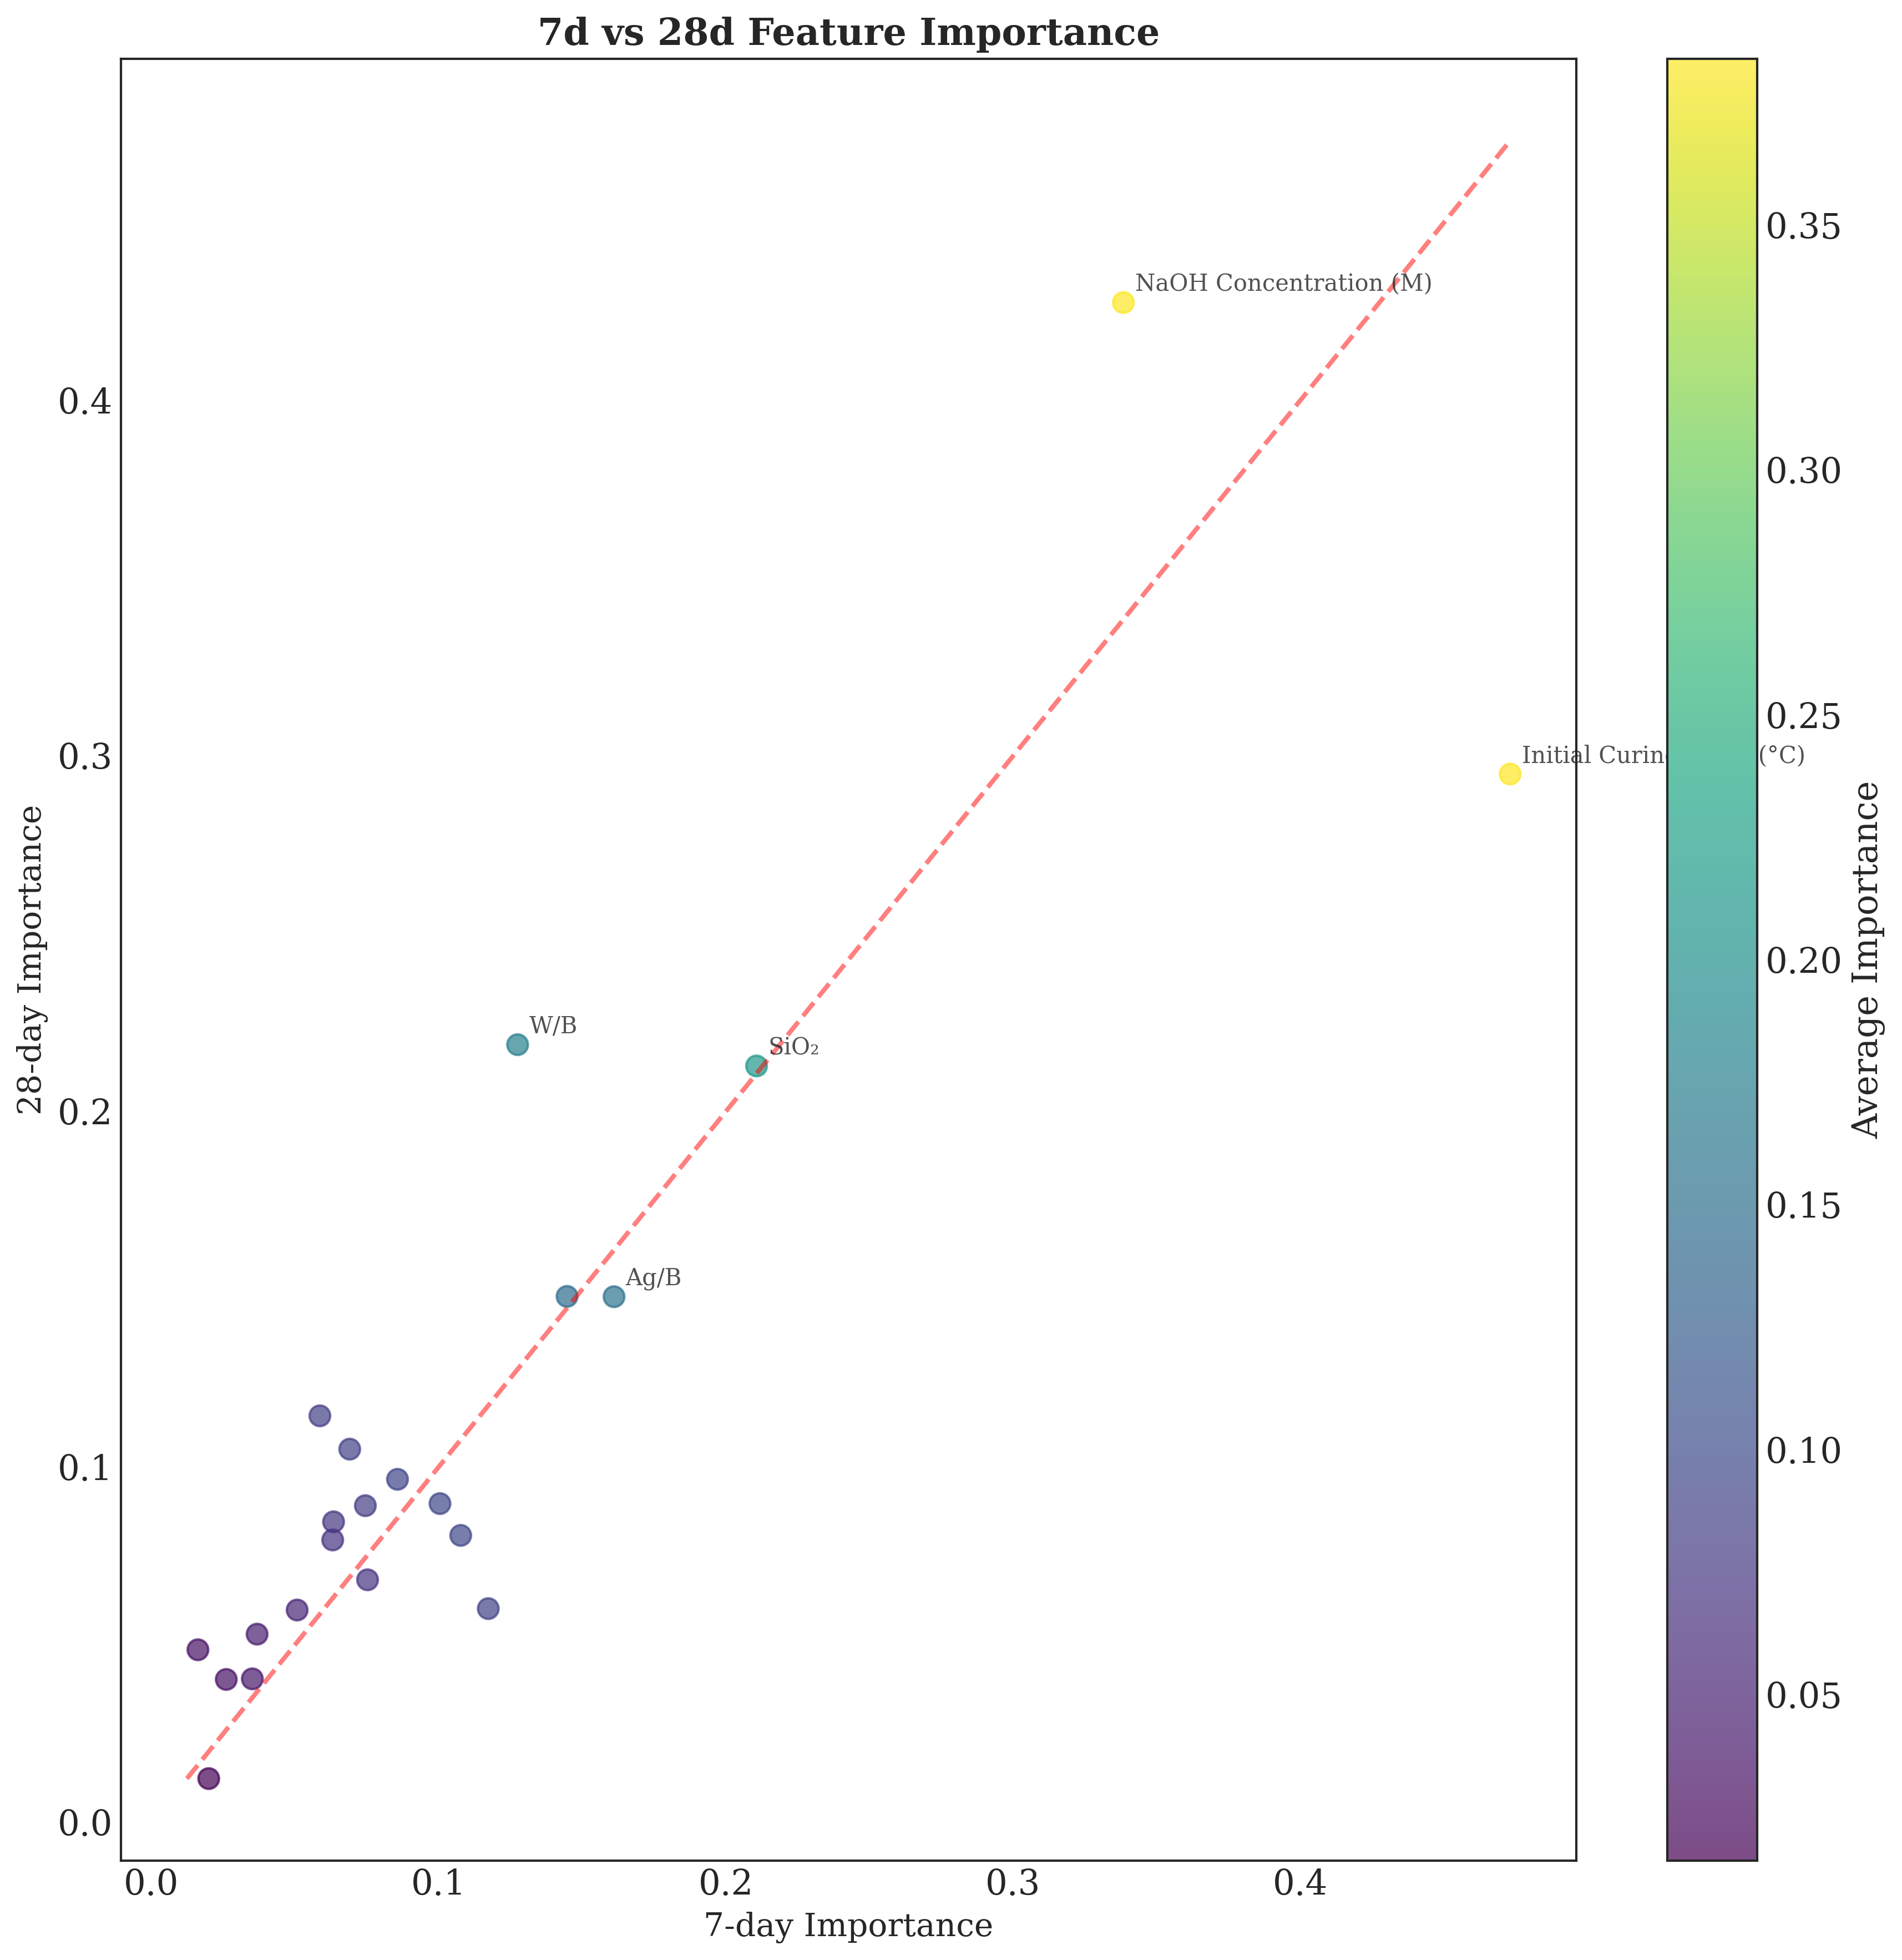 7d vs 28d Feature Importance
NaOH Concentration (M)
Initial Curin (°C)
W/B
SiO₂
Ag/B
28-day Importance
0.4
0.3
0.2
0.1
0.0
0.0 0.1 0.2 0.3 0.4
7-day Importance
0.35
0.30
0.25
0.20
0.15
0.10
0.05
Average Importance